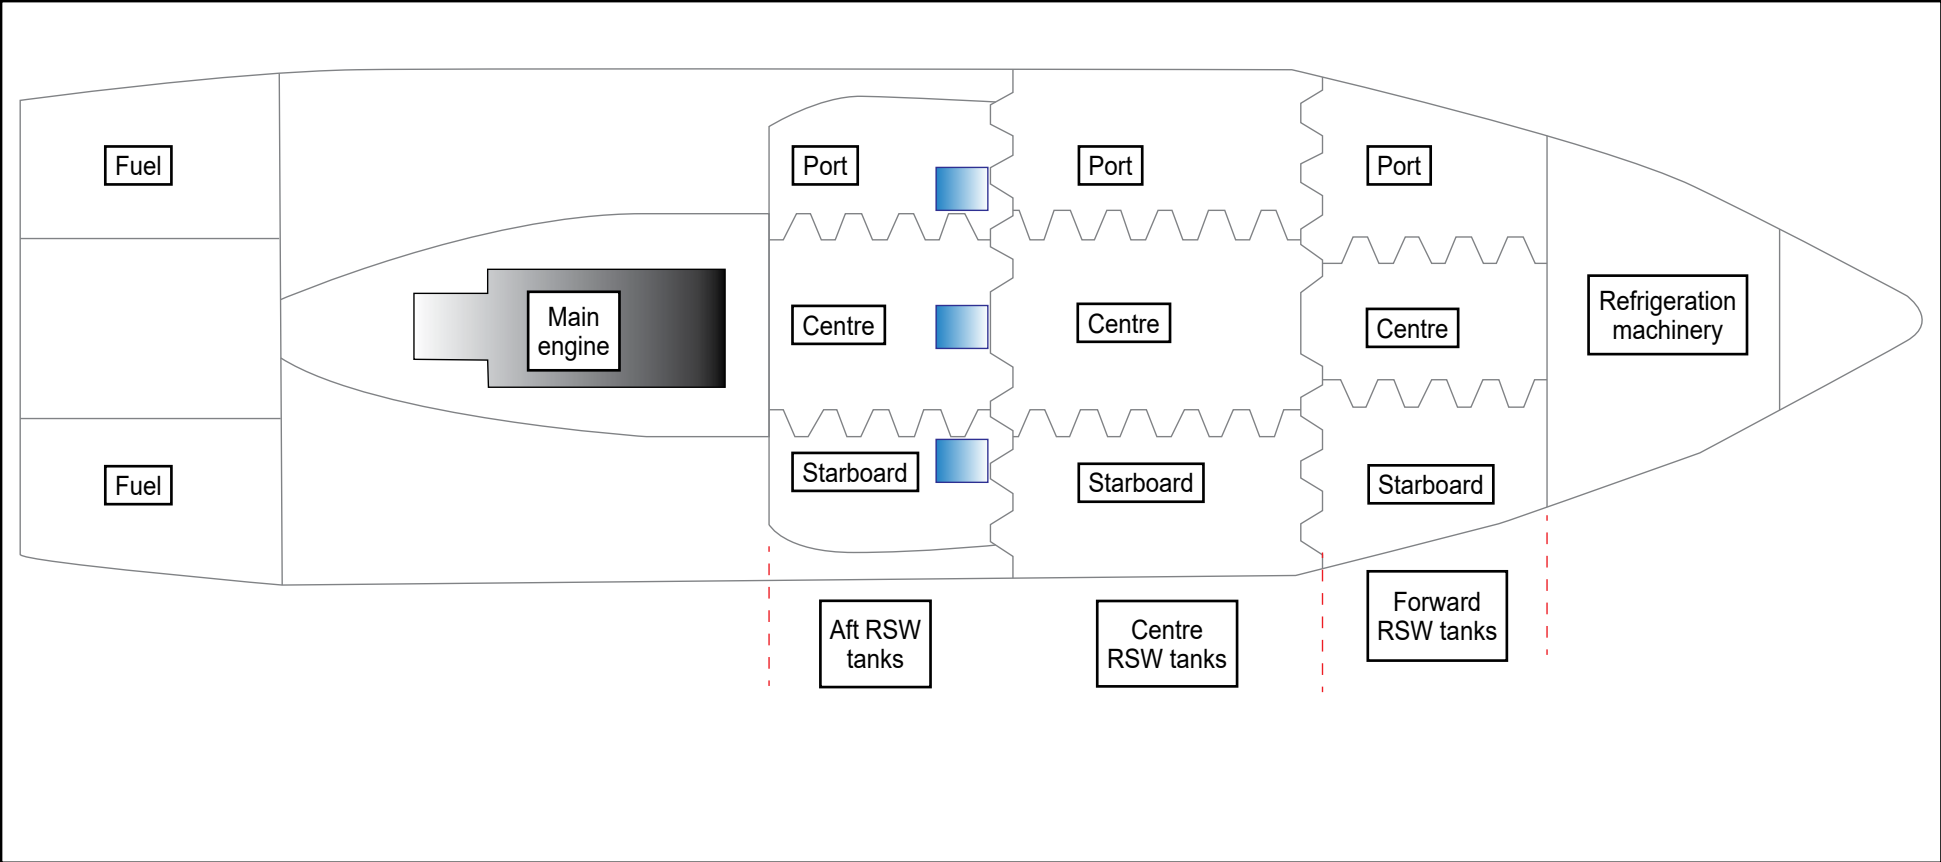 Fuel
Port
Port
Port
Main
engine
Centre
Centre
Centre
Refrigeration
machinery
Fuel
Starboard
Starboard
Starboard
Aft RSW
tanks
Centre
RSW tanks
Forward
RSW tanks